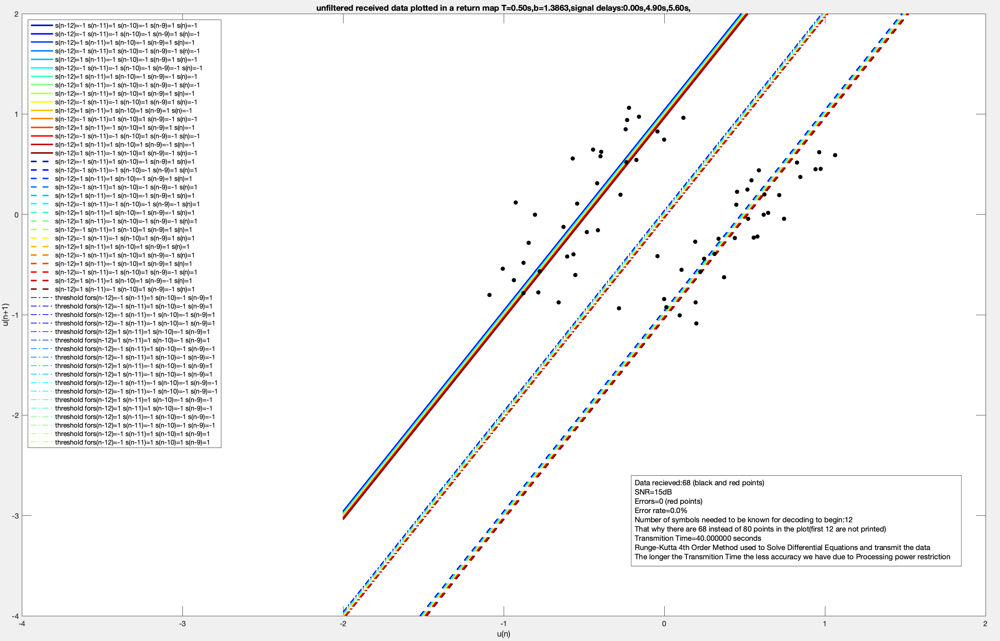 unfiltered received data plotted in a return map T=0.50s,b=1.3863,signal delays:0.00s,4.90s,5.60s,
s(n-12)=-1 s(n-11)=1 s(n-10)=-1 s(n-9)=1 s(n)=-1
s(n-12)=-1 s(n-11)=-1 s(n-10)=-1 s(n-9)=1 s(n)=-1
s(n-12)=1 s(n-11)=1 s(n-10)=-1 s(n-9)=1 s(n)=-1
s(n-12)=-1 s(n-11)=1 s(n-10)=-1 s(n-9)=-1 s(n)=-1
s(n-12)=1 s(n-11)=-1 s(n-10)=-1 s(n-9)=1 s(n)=-1
s(n-12)=-1 s(n-11)=-1 s(n-10)=-1 s(n-9)=-1 s(n)=-1
s(n-12)=1 s(n-11)=1 s(n-10)=-1 s(n-9)=-1 s(n)=-1
s(n-12)=1 s(n-11)=-1 s(n-10)=-1 s(n-9)=-1 s(n)=-1
s(n-12)=-1 s(n-11)=1 s(n-10)=1 s(n-9)=1 s(n)=-1
s(n-12)=-1 s(n-11)=-1 s(n-10)=1 s(n-9)=1 s(n)=-1
s(n-12)=1 s(n-11)=1 s(n-10)=1 s(n-9)=1 s(n)=-1
s(n-12)=-1 s(n-11)=1 s(n-10)=1 s(n-9)=-1 s(n)=-1
s(n-12)=1 s(n-11)=-1 s(n-10)=1 s(n-9)=1 s(n)=-1
s(n-12)=-1 s(n-11)=-1 s(n-10)=1 s(n-9)=-1 s(n)=-1
s(n-12)=1 s(n-11)=1 s(n-10)=1 s(n-9)=-1 s(n)=-1
s(n-12)=1 s(n-11)=-1 s(n-10)=1 s(n-9)=-1 s(n)=-1
s(n-12)=-1 s(n-11)=1 s(n-10)=-1 s(n-9)=1 s(n)=1
s(n-12)=-1 s(n-11)=-1 s(n-10)=-1 s(n-9)=1 s(n)=1
s(n-12)=1 s(n-11)=1 s(n-10)=-1 s(n-9)=1 s(n)=1
s(n-12)=-1 s(n-11)=1 s(n-10)=-1 s(n-9)=-1 s(n)=1
s(n-12)=1 s(n-11)=-1 s(n-10)=-1 s(n-9)=1 s(n)=1
s(n-12)=-1 s(n-11)=-1 s(n-10)=-1 s(n-9)=-1 s(n)=1
s(n-12)=1 s(n-11)=1 s(n-10)=-1 s(n-9)=-1 s(n)=1
s(n-12)=1 s(n-11)=-1 s(n-10)=-1 s(n-9)=-1 s(n)=1
s(n-12)=-1 s(n-11)=1 s(n-10)=1 s(n-9)=1 s(n)=1
s(n-12)=-1 s(n-11)=-1 s(n-10)=1 s(n-9)=1 s(n)=1
s(n-12)=1 s(n-11)=1 s(n-10)=1 s(n-9)=1 s(n)=1
s(n-12)=-1 s(n-11)=1 s(n-10)=1 s(n-9)=-1 s(n)=1
s(n-12)=1 s(n-11)=-1 s(n-10)=1 s(n-9)=1 s(n)=1
s(n-12)=-1 s(n-11)=-1 s(n-10)=1 s(n-9)=-1 s(n)=1
s(n-12)=1 s(n-11)=1 s(n-10)=1 s(n-9)=-1 s(n)=1
s(n-12)=1 s(n-11)=-1 s(n-10)=1 s(n-9)=-1 s(n)=1
threshold fors(n-12)=-1 s(n-11)=1 s(n-10)=-1 s(n-9)=1
threshold fors(n-12)=-1 s(n-11)=1 s(n-10)=-1 s(n-9)=1
threshold fors(n-12)=-1 s(n-11)=-1 s(n-10)=-1 s(n-9)=1
threshold fors(n-12)=-1 s(n-11)=-1 s(n-10)=-1 s(n-9)=1
threshold fors(n-12)=1 s(n-11)=1 s(n-10)=-1 s(n-9)=1
threshold fors(n-12)=1 s(n-11)=1 s(n-10)=-1 s(n-9)=1
threshold fors(n-12)=-1 s(n-11)=1 s(n-10)=-1 s(n-9)=-1
threshold fors(n-12)=-1 s(n-11)=1 s(n-10)=-1 s(n-9)=-1
threshold fors(n-12)=1 s(n-11)=-1 s(n-10)=-1 s(n-9)=1
threshold fors(n-12)=1 s(n-11)=-1 s(n-10)=-1 s(n-9)=1
threshold fors(n-12)=-1 s(n-11)=-1 s(n-10)=-1 s(n-9)=-1
threshold fors(n-12)=-1 s(n-11)=-1 s(n-10)=-1 s(n-9)=-1
threshold fors(n-12)=1 s(n-11)=1 s(n-10)=-1 s(n-9)=-1
threshold fors(n-12)=1 s(n-11)=1 s(n-10)=-1 s(n-9)=-1
threshold fors(n-12)=1 s(n-11)=-1 s(n-10)=-1 s(n-9)=-1
threshold fors(n-12)=1 s(n-11)=-1 s(n-10)=-1 s(n-9)=-1
threshold fors(n-12)=-1 s(n-11)=1 s(n-10)=1 s(n-9)=1
threshold fors(n-12)=-1 s(n-11)=1 s(n-10)=1 s(n-9)=1
2
1
0
-1
-2
-3
-4
u(n+1)
Data recieved:68 (black and red points)
SNR=15dB
Errors=0 (red points)
Error rate=0.0%
Number of symbols needed to be known for decoding to begin:12
That why there are 68 instead of 80 points in the plot(first 12 are not printed)
Transmition Time=40.000000 seconds
Runge-Kutta 4th Order Method used to Solve Differential Equations and transmit the data
The longer the Transmition Time the less accuracy we have due to Processing power restriction
-4 -3 -2 -1 0 1 2
u(n)